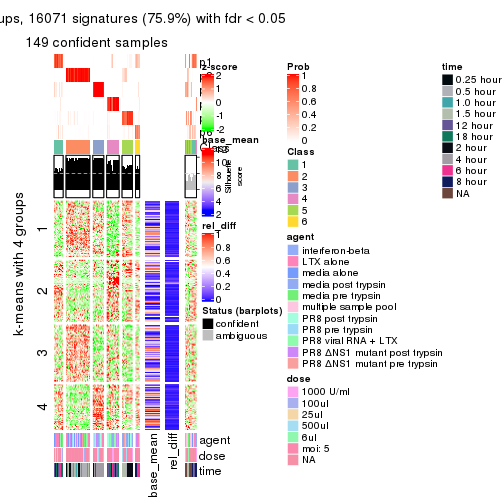 ups, 16071 signatures (75.9%) with fdr < 0.05
149 confident samples
k-means with 4 groups
1
2
3
4
p1
z-score
2
1
0
-1
-2
base_mean
10
8
6
4
2
Silhouette
score
rel_diff
1
0.8
0.6
0.4
0.2
0
Status (barplots)
confident
ambiguous
agent
dose
time
base_mean
rel_diff
Prob
1
0.8
0.6
0.4
0.2
0
Class
1
2
3
4
5
6
agent
interferon-beta
LTX alone
media alone
media post trypsin
media pre trypsin
multiple sample pool
PR8 post trypsin
PR8 pre trypsin
PR8 viral RNA + LTX
PR8 ΔNS1 mutant post trypsin
PR8 ΔNS1 mutant pre trypsin
dose
1000 U/ml
100ul
25ul
500ul
6ul
moi: 5
NA
time
0.25 hour
0.5 hour
1.0 hour
1.5 hour
12 hour
18 hour
2 hour
4 hour
6 hour
8 hour
NA